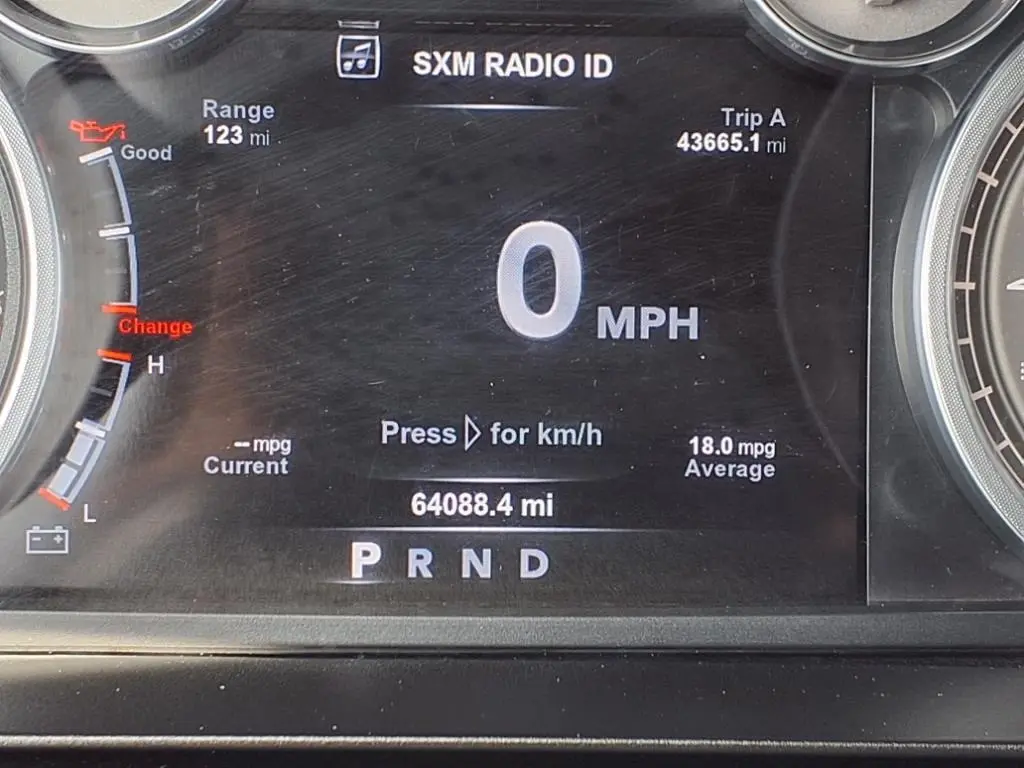 SXM RADIO ID
Range
123 mi
Trip A
43665.1 mi
Good
0 MPH
Change
H
Press ▷ for km/h
-- mpg
Current
18.0 mpg
Average
64088.4 mi
L
P R N D